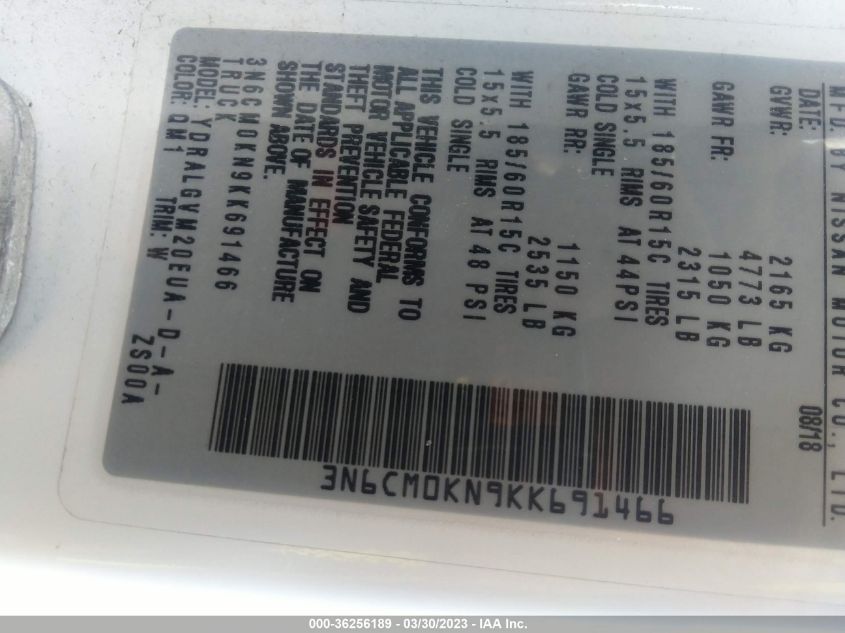 MFD. BY NISSAN MOTOR CO., LTD.
DATE: 08/18
GVWR: 2165 KG
4773 LB
GAWR FR: 1050 KG
2315 LB
WITH 185/60R15C TIRES
15x5.5 RIMS AT 44PSI
COLD SINGLE
GAWR RR: 1150 KG
2535 LB
WITH 185/60R15C TIRES
15x5.5 RIMS AT 48 PSI
COLD SINGLE
THIS VEHICLE CONFORMS TO
ALL APPLICABLE FEDERAL
MOTOR VEHICLE SAFETY AND
THEFT PREVENTION
STANDARDS IN EFFECT ON
THE DATE OF MANUFACTURE
SHOWN ABOVE.
3N6CM0KN9KK691466
TRUCK
MODEL: YDRALGVM20EUA-D-A-
COLOR: QM1 TRIM: W ZS00A
3N6CM0KN9KK691466
000-36256189 - 03/30/2023 - IAA Inc.